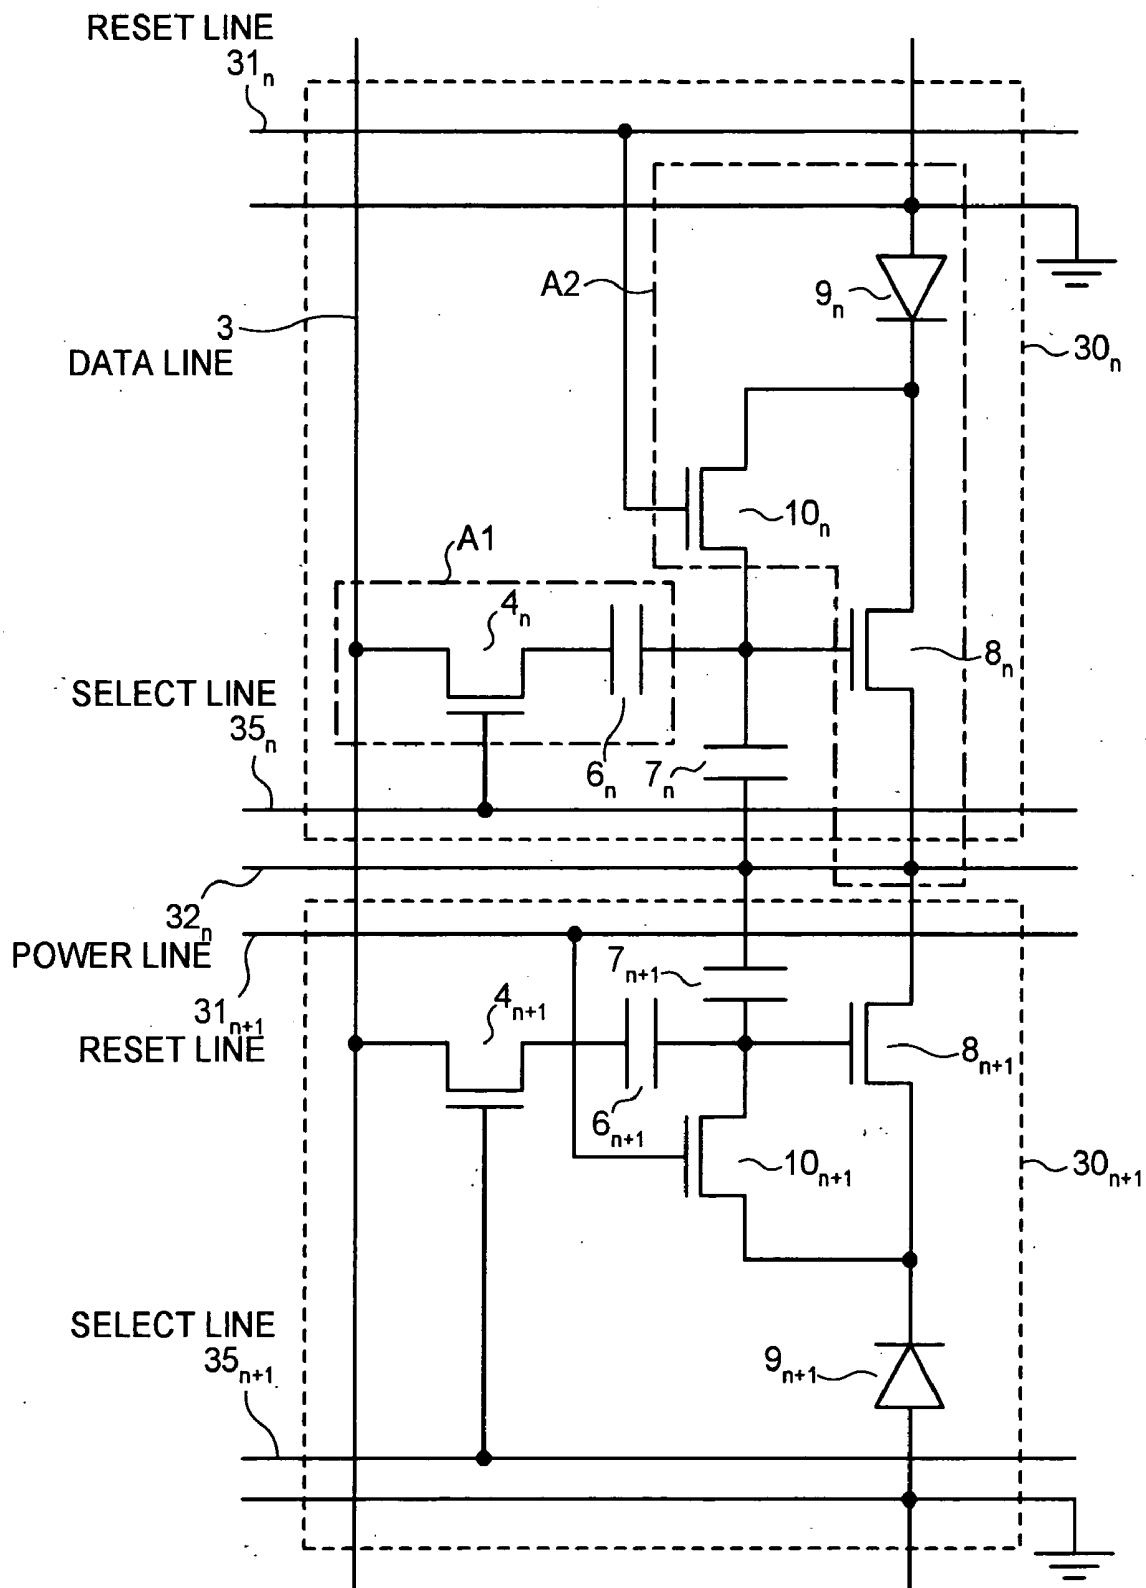 RESET LINE
31n
A2
9n
3
DATA LINE
30n
10n
A1
4n
8n
SELECT LINE
35n
6n
7n
32n
POWER LINE
7n+1
31n+1
4n+1
RESET LINE
8n+1
6n+1
10n+1
30n+1
SELECT LINE
35n+1
9n+1